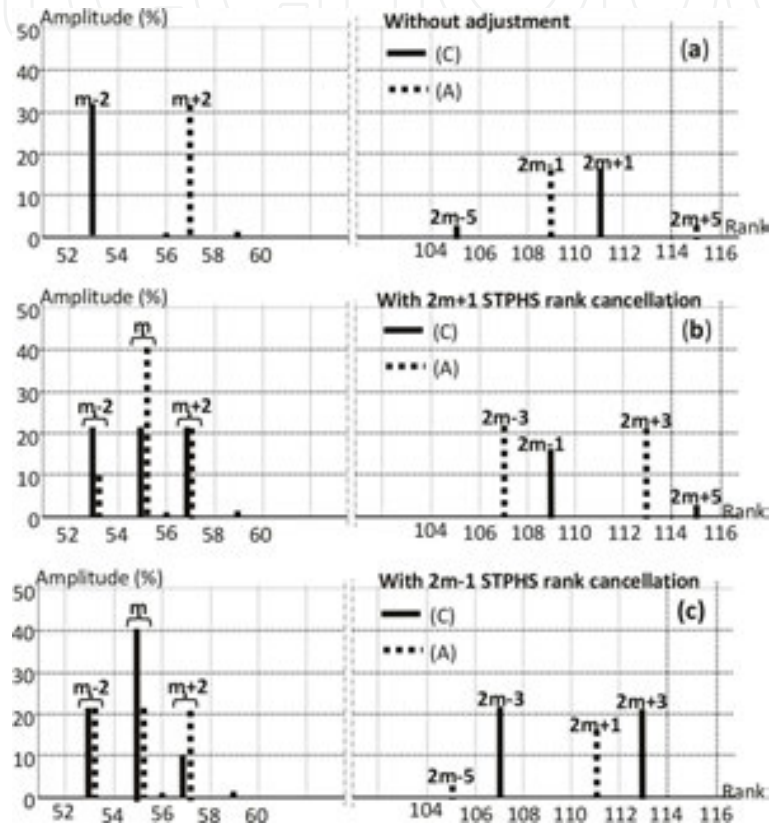 Amplitude (%)
Without adjustment
(a)
(C)
(A)
50
40
30
20
10
0
m-2
m+2
2m-5
2m-1
2m+1
2m+5
Rank
52 54 56 58 60
104 106 108 110 112 114 116
Amplitude (%)
With 2m+1 STPHS rank cancellation
(b)
(C)
(A)
50
40
30
20
10
0
m-2
m
m+2
2m-3
2m-1
2m+3
2m+5
Rank
52 54 56 58 60
104 106 108 110 112 114 116
Amplitude (%)
With 2m-1 STPHS rank cancellation
(c)
(C)
(A)
50
40
30
20
10
0
m-2
m
m+2
2m-5
2m-3
2m+1
2m+3
Rank
52 54 56 58 60
104 106 108 110 112 114 116